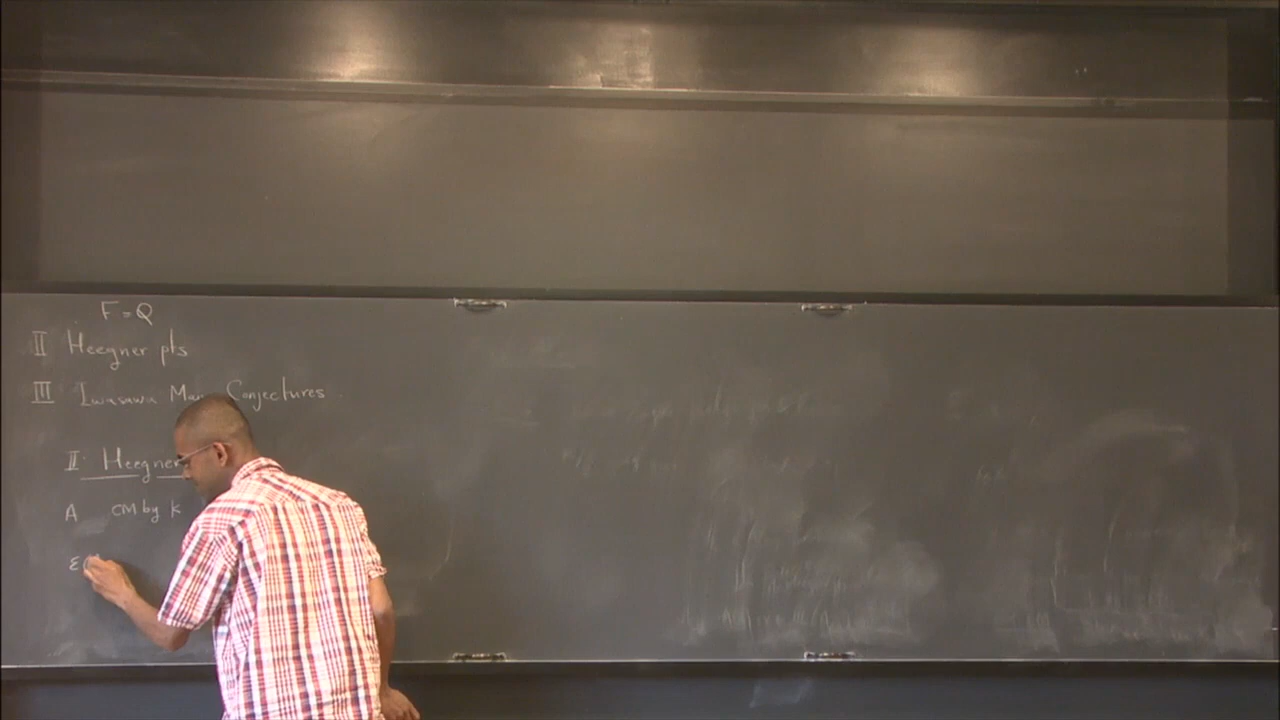 F = Q
II Heegner pts
III Iwasawa Main Conjectures
II. Heegner
A CM by K
ε(